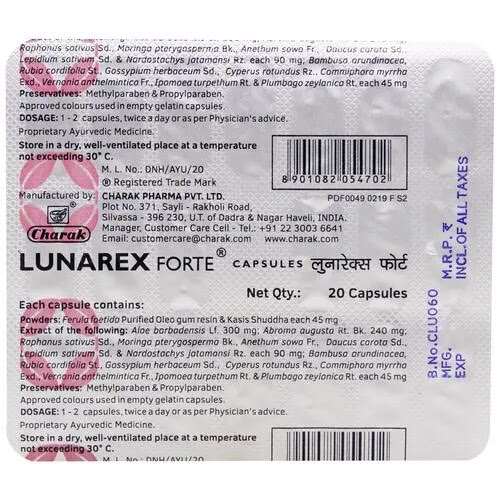 Raphanus sativus Sd., Moringa pterygosperma Bk., Anethum sowa Fr., Daucus carota Sd.,
Lepidium sativum Sd. & Nardostachys jatamansi Rz. each 90 mg; Bambusa arundinacea,
Rubia cordifolia St., Gossypium herbaceum Sd., Cyperus rotundus Rz., Commiphora myrrha
Exd., Vernonia anthelmintica Fr., Ipomoea turpethum Rt. & Plumbago zeylanica Rt. each 45 mg
Preservatives: Methylparaben & Propylparaben.
Approved colours used in empty gelatin capsules.
DOSAGE: 1 - 2 capsules, twice a day or as per Physician's advice.
Proprietary Ayurvedic Medicine.
Store in a dry, well-ventilated place at a temperature
not exceeding 30° C.
M. L. No.: DNH/AYU/20
® Registered Trade Mark
8 901082 054702
Manufactured by:
CHARAK PHARMA PVT. LTD.
PDF0049 0219 F S2
Plot No. 371, Sayli - Rakholi Road,
Silvassa - 396 230, U.T. of Dadra & Nagar Haveli, INDIA.
Manager, Customer Care Cell - Tel.: +91 22 3003 6641
Email : customercare@charak.com www.charak.com
Charak
LUNAREX FORTE® CAPSULES लुनारेक्स फोर्ट
Net Qty.: 20 Capsules
Each capsule contains:
Powders: Ferula foetida Purified Oleo gum resin & Kasis Shuddha each 45 mg
Extract of the following: Aloe barbadensis Lf. 300 mg; Abroma augusta Rt. Bk. 240 mg;
Raphanus sativus Sd., Moringa pterygosperma Bk., Anethum sowa Fr., Daucus carota Sd.,
Lepidium sativum Sd. & Nardostachys jatamansi Rz. each 90 mg; Bambusa arundinacea,
Rubia cordifolia St., Gossypium herbaceum Sd., Cyperus rotundus Rz., Commiphora myrrha
Exd., Vernonia anthelmintica Fr., Ipomoea turpethum Rt. & Plumbago zeylanica Rt. each 45 mg
Preservatives: Methylparaben & Propylparaben.
Approved colours used in empty gelatin capsules.
DOSAGE: 1 - 2 capsules, twice a day or as per Physician's advice.
Proprietary Ayurvedic Medicine.
Store in a dry, well-ventilated place at a temperature
not exceeding 30° C.
M. L. No.: DNH/AYU/20
B.No.CLU060
MFG.
EXP
M.R.P. ₹
INCL.OF ALL TAXES